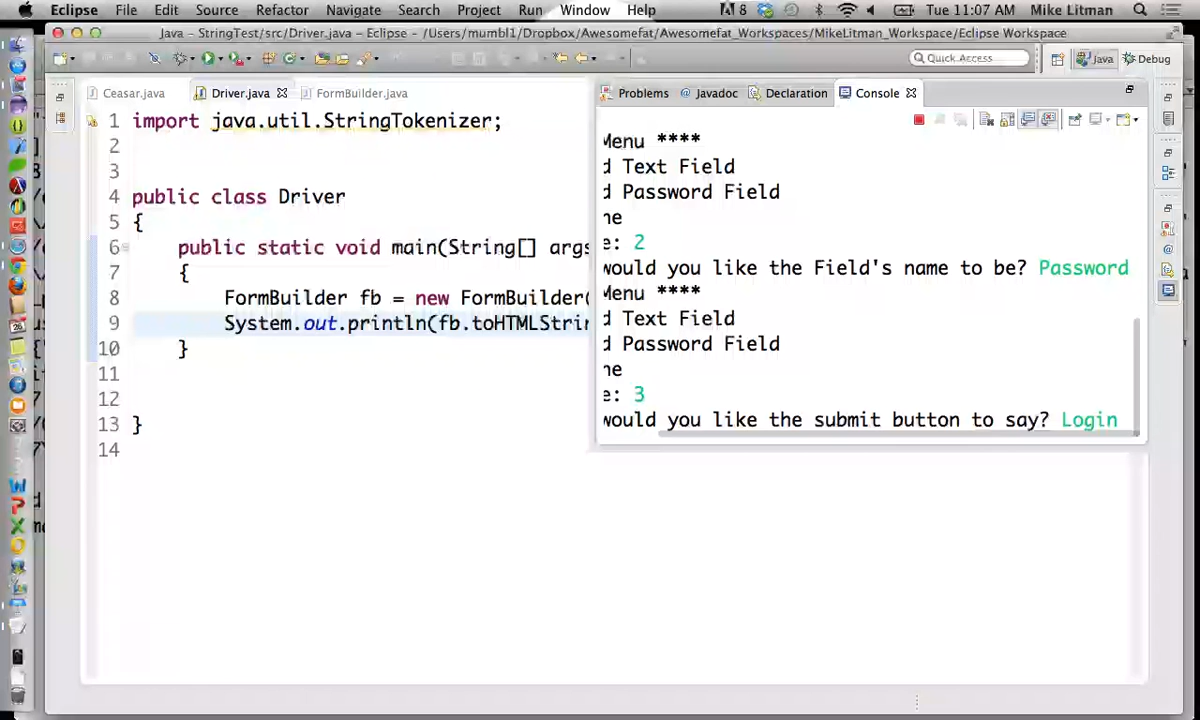 Eclipse File Edit Source Refactor Navigate Search Project Run Window Help 8 Tue 11:07 AM Mike Litman
Java – StringTest/src/Driver.java – Eclipse – /Users/mumbl1/Dropbox/Awesomefat/Awesomefat_Workspaces/MikeLitman_Workspace/Eclipse Workspace
Quick Access Java Debug
Ceasar.java Driver.java FormBuilder.java
Problems Javadoc Declaration Console
1 import java.util.StringTokenizer;
2
3
4 public class Driver
5 {
6 public static void main(String[] args
7 {
8 FormBuilder fb = new FormBuilder(
9 System.out.println(fb.toHTMLStrin
10 }
11
12
13 }
14
Menu ****
d Text Field
d Password Field
ne
e: 2
would you like the Field's name to be? Password
Menu ****
d Text Field
d Password Field
ne
e: 3
would you like the submit button to say? Login